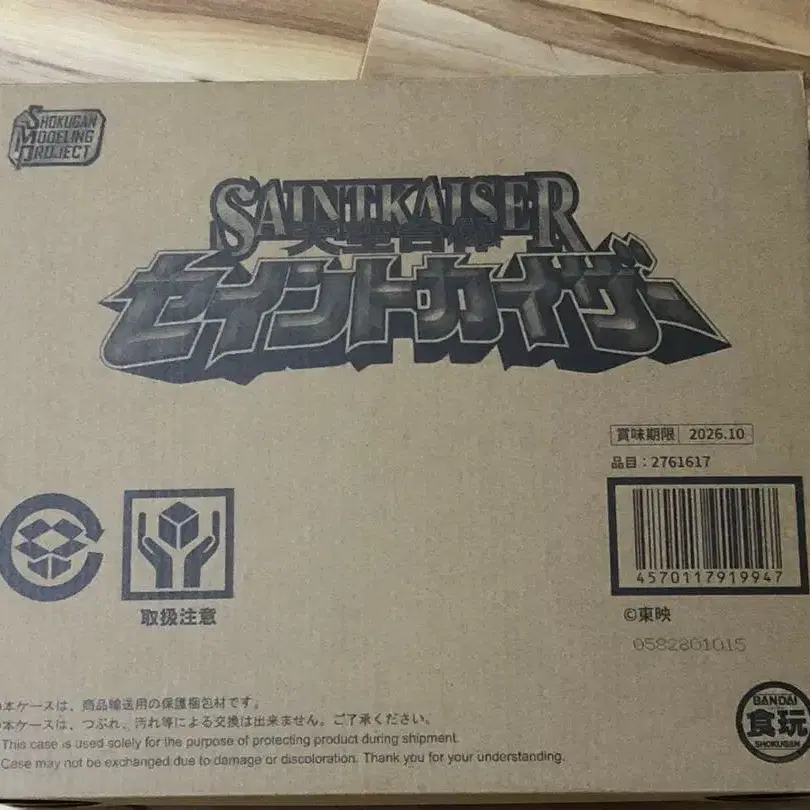 SHOKUGAN
MODELING
PROJECT
SAINTKAISER
天聖合体
セイントカイザー
賞味期限 2026.10
品目：2761617
4570117919947
取扱注意
©東映
0582801015
本ケースは、商品輸送用の保護梱包材です。
本ケースは、つぶれ、汚れ等による交換は出来ません。ご了承ください。
This case is used solely for the purpose of protecting product during shipment.
Case may not be exchanged due to damage or discoloration. Thank you for your understanding.
BANDAI
食玩
SHOKUGAN